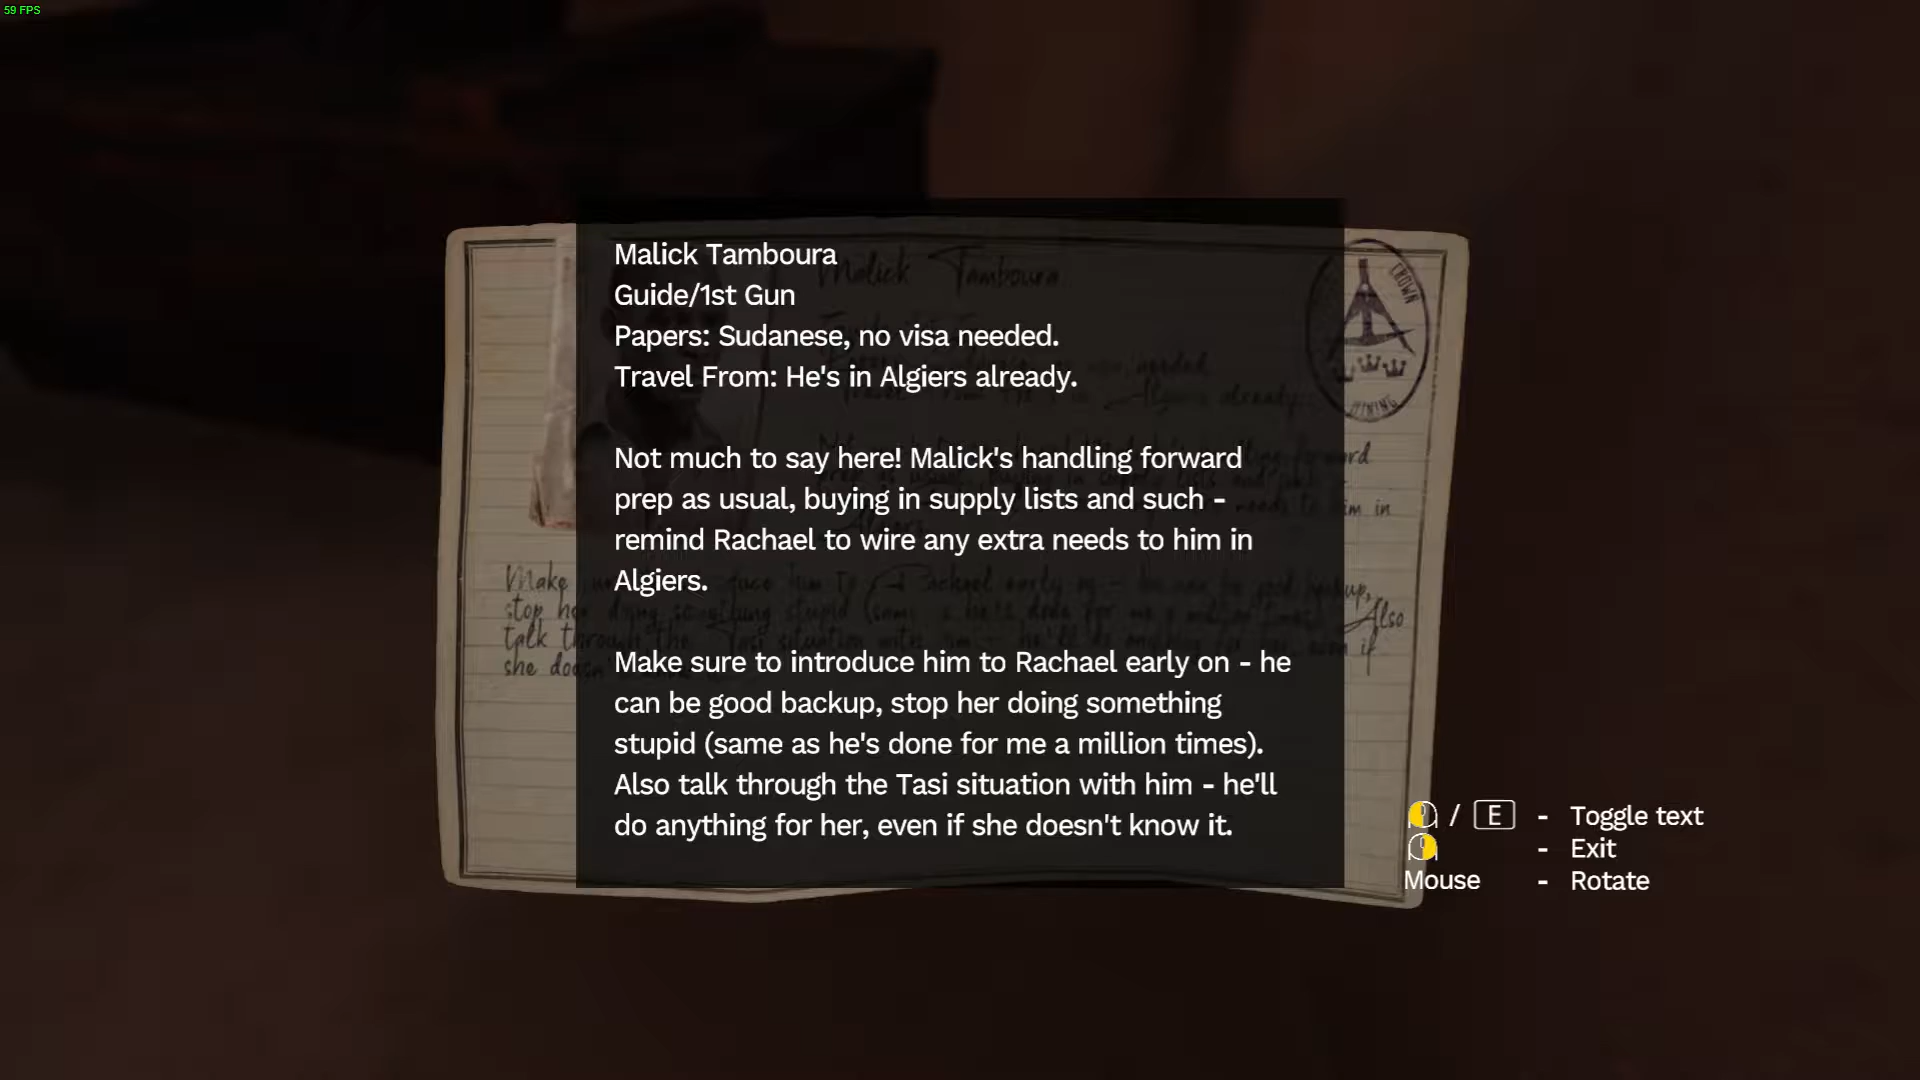 59 FPS
Malick Tamboura
Guide/1st Gun
Papers: Sudanese, no visa needed.
Travel From: He's in Algiers already.
Not much to say here! Malick's handling forward
prep as usual, buying in supply lists and such -
remind Rachael to wire any extra needs to him in
Algiers.
Make sure to introduce him to Rachael early on - he
can be good backup, stop her doing something
stupid (same as he's done for me a million times).
Also talk through the Tasi situation with him - he'll
do anything for her, even if she doesn't know it.
Malick Tamboura
CROWN
MINING
/ E - Toggle text
- Exit
Mouse - Rotate